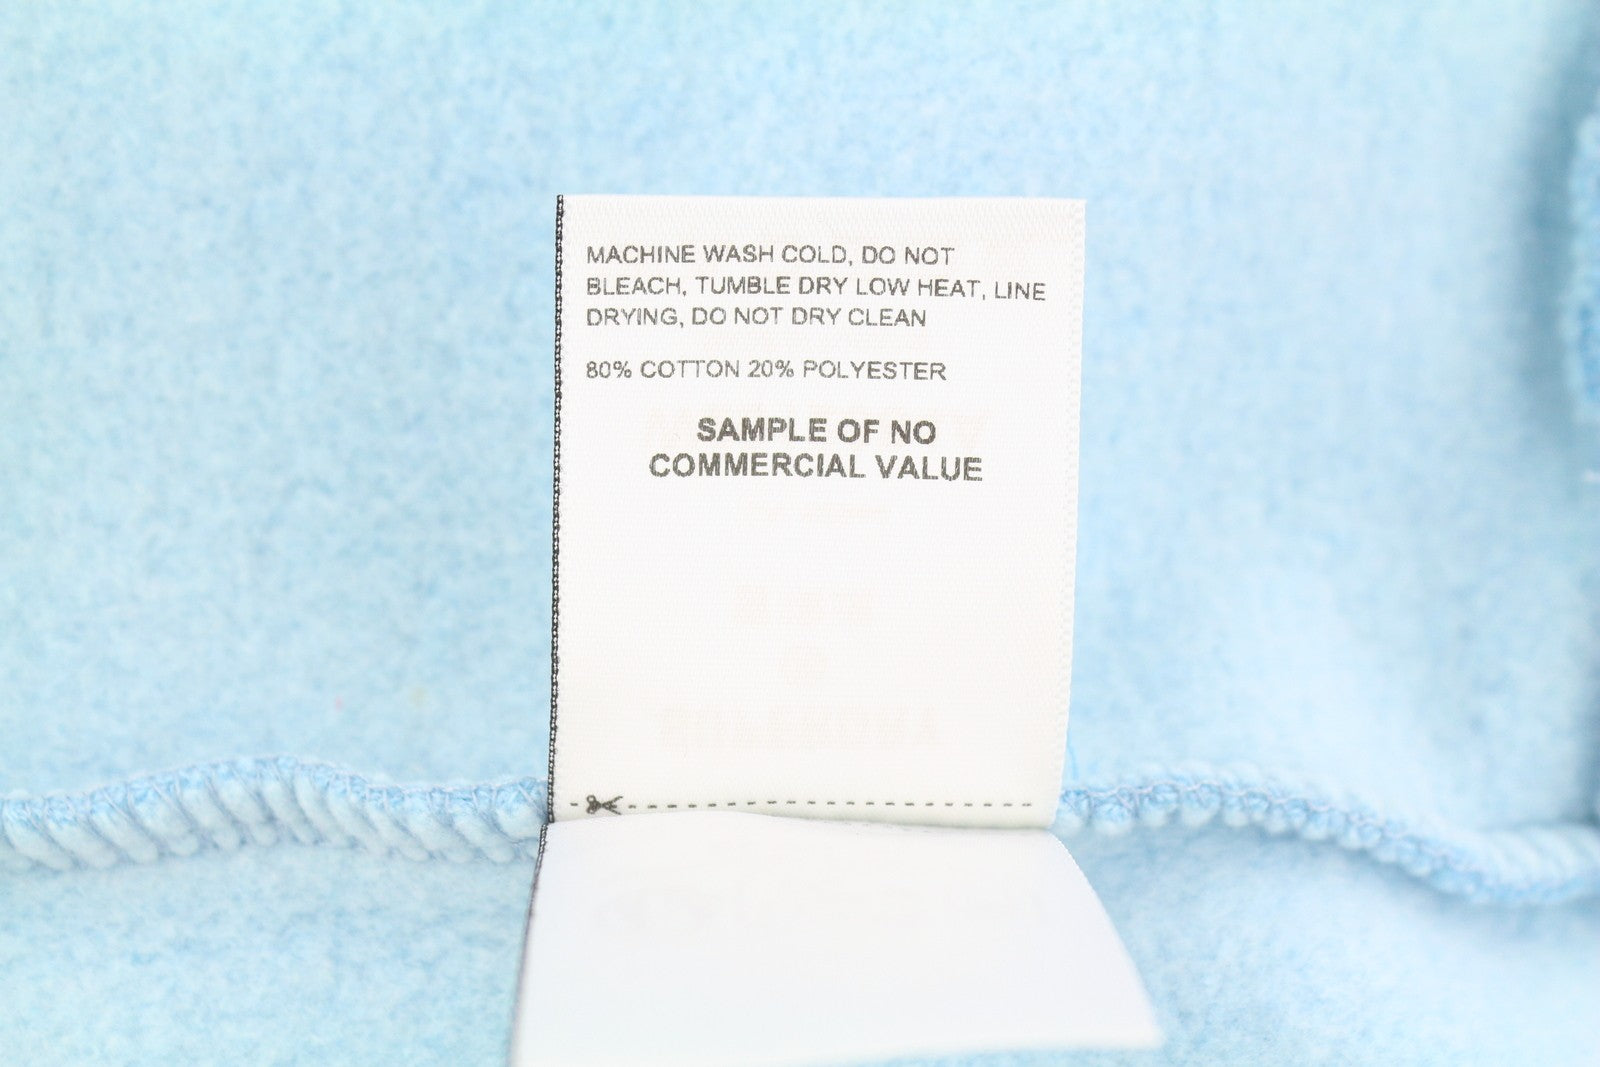 MACHINE WASH COLD, DO NOT
BLEACH, TUMBLE DRY LOW HEAT, LINE
DRYING, DO NOT DRY CLEAN
80% COTTON 20% POLYESTER
SAMPLE OF NO
COMMERCIAL VALUE